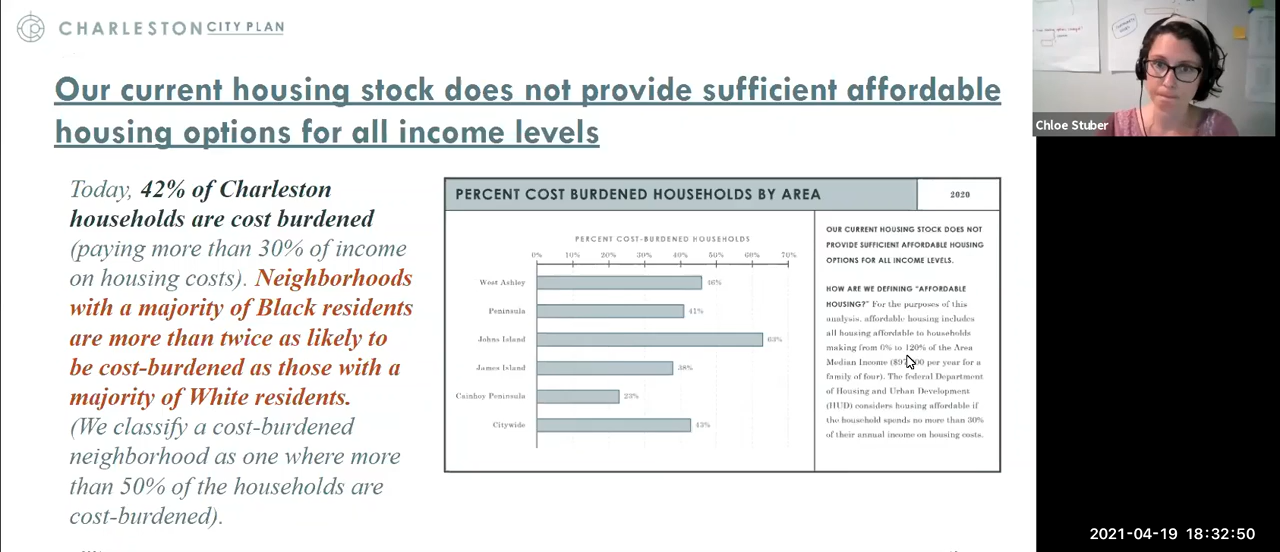 CHARLESTON CITY PLAN
Our current housing stock does not provide sufficient affordable
housing options for all income levels
Today, 42% of Charleston
households are cost burdened
(paying more than 30% of income
on housing costs). Neighborhoods
with a majority of Black residents
are more than twice as likely to
be cost-burdened as those with a
majority of White residents.
(We classify a cost-burdened
neighborhood as one where more
than 50% of the households are
cost-burdened).
PERCENT COST BURDENED HOUSEHOLDS BY AREA
2020
PERCENT COST-BURDENED HOUSEHOLDS
0% 10% 20% 30% 40% 50% 60% 70%
West Ashley 46%
Peninsula 41%
Johns Island 63%
James Island 38%
Cainhoy Peninsula 23%
Citywide 43%
OUR CURRENT HOUSING STOCK DOES NOT
PROVIDE SUFFICIENT AFFORDABLE HOUSING
OPTIONS FOR ALL INCOME LEVELS.
HOW ARE WE DEFINING "AFFORDABLE
HOUSING?" For the purposes of this
analysis, affordable housing includes
all housing affordable to households
making from 0% to 120% of the Area
Median Income ( per year for a
family of four). The federal Department
of Housing and Urban Development
(HUD) considers housing affordable if
the household spends no more than 30%
of their annual income on housing costs.
Chloe Stuber
2021-04-19 18:32:50